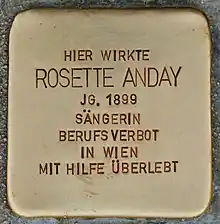 HIER WIRKTE
ROSETTE ANDAY
JG. 1899
SÄNGERIN
BERUFSVERBOT
IN WIEN
MIT HILFE ÜBERLEBT